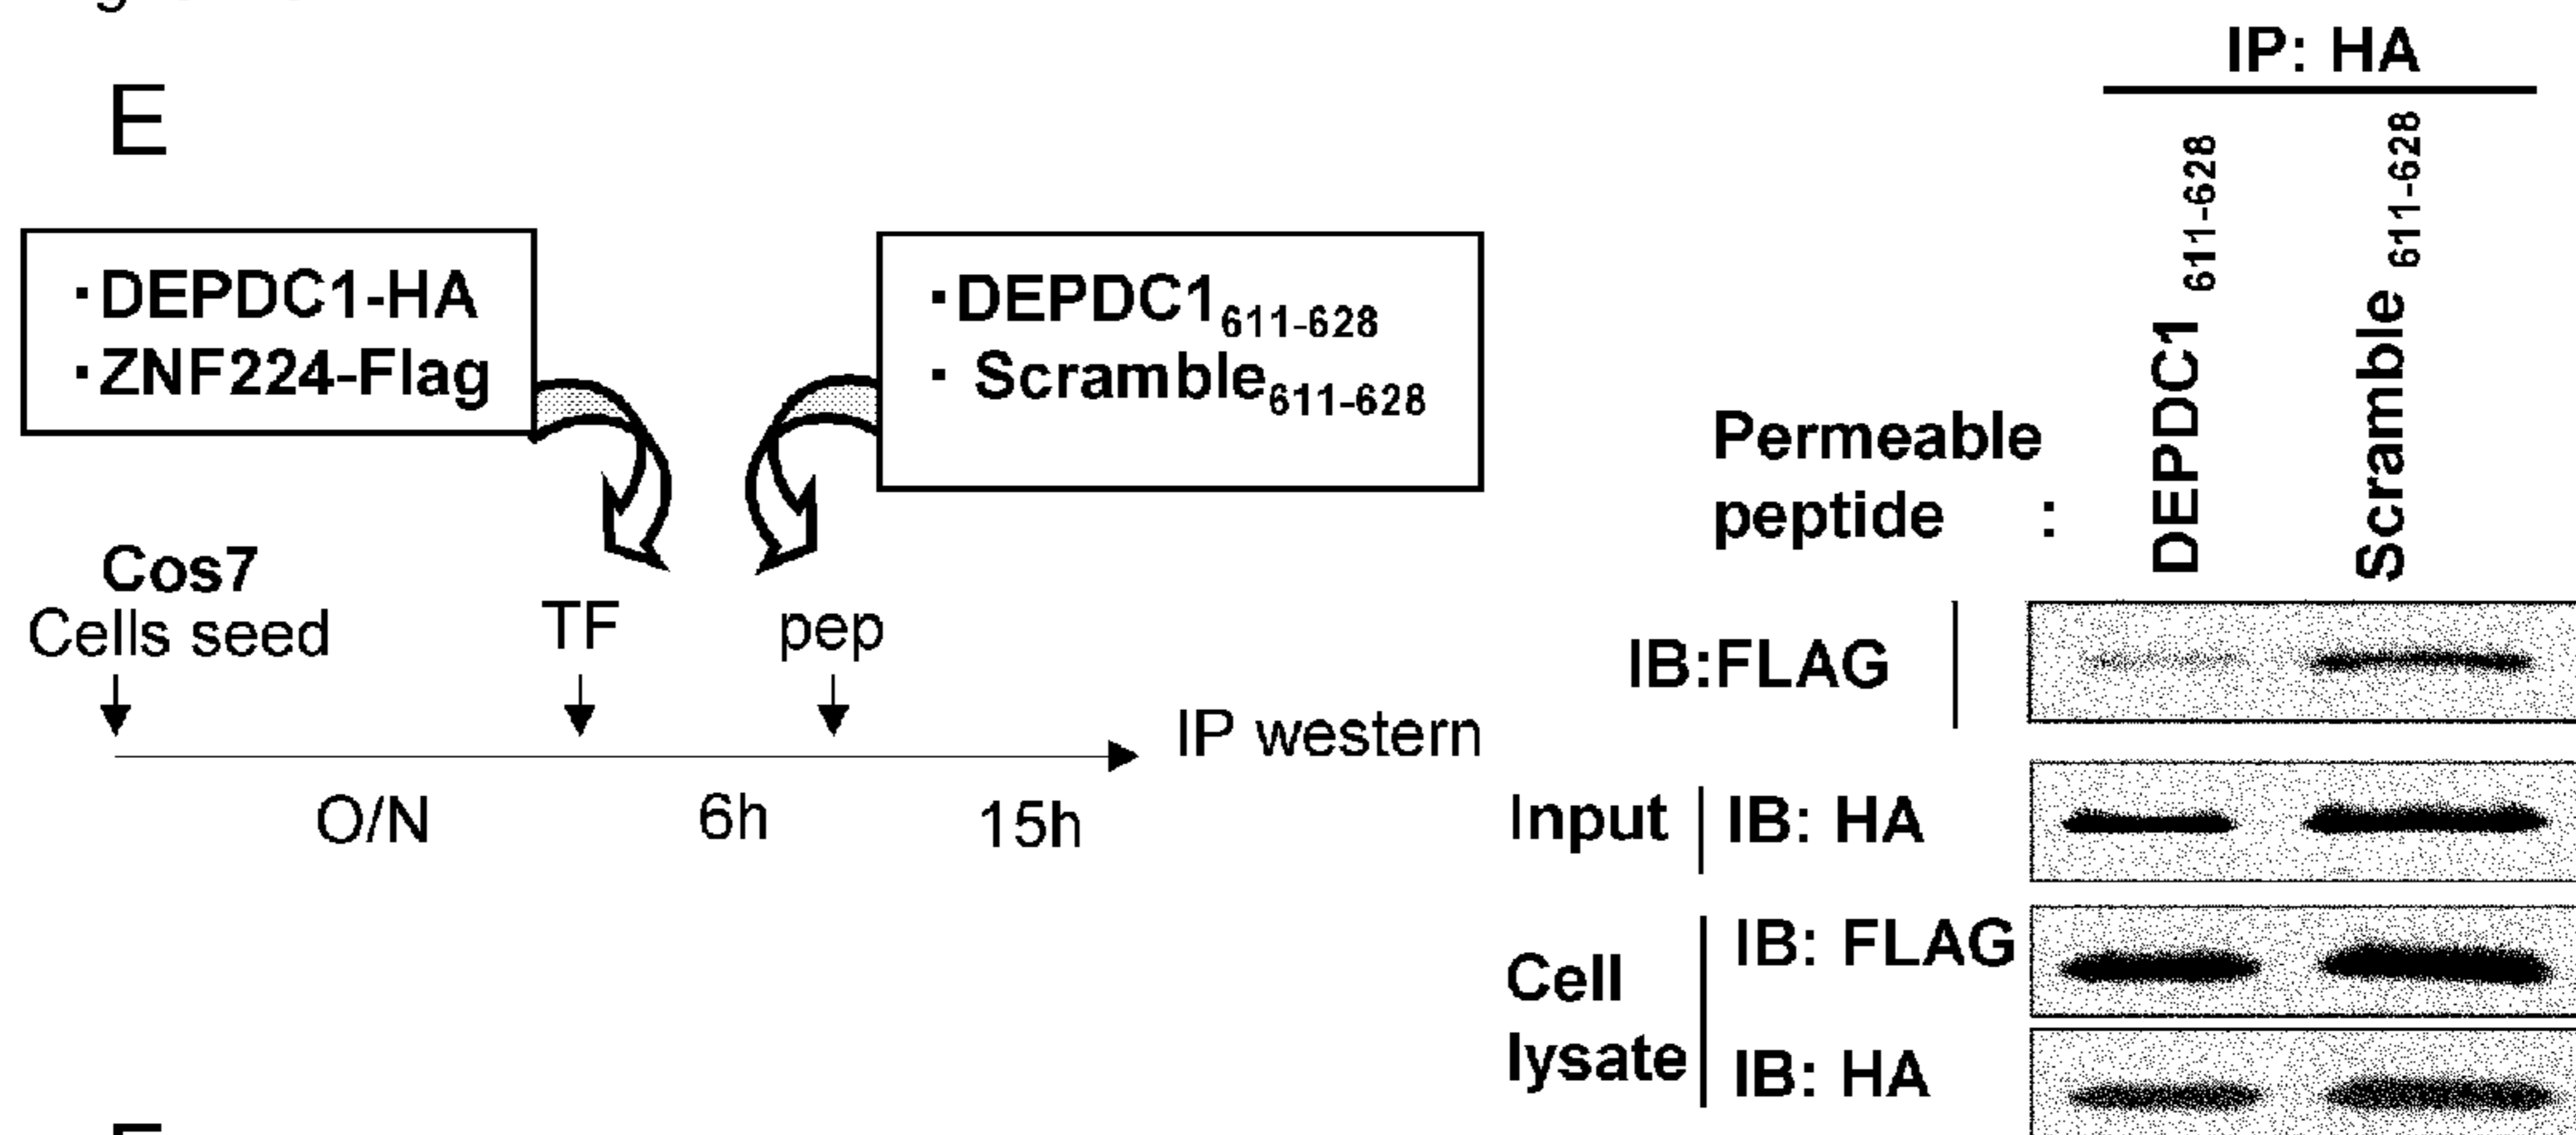 E
·DEPDC1-HA
·ZNF224-Flag
·DEPDC1611-628
· Scramble611-628
Cos7
Cells seed
TF
pep
IP western
O/N
6h
15h
IP: HA
Permeable
peptide :
DEPDC1 611-628
Scramble 611-628
IB:FLAG
Input
IB: HA
Cell
lysate
IB: FLAG
IB: HA